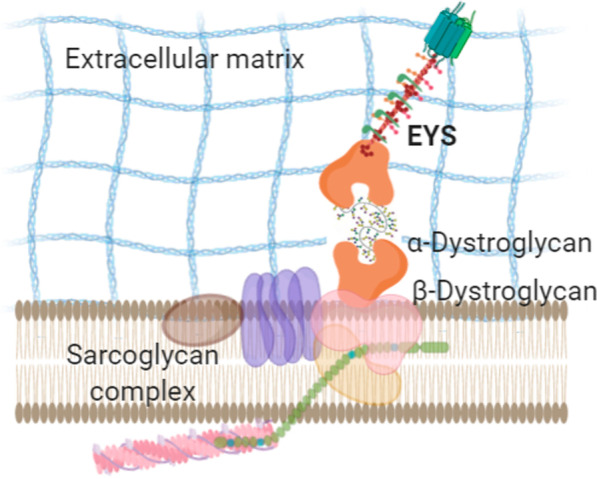 Extracellular matrix
EYS
α-Dystroglycan
β-Dystroglycan
Sarcoglycan
complex